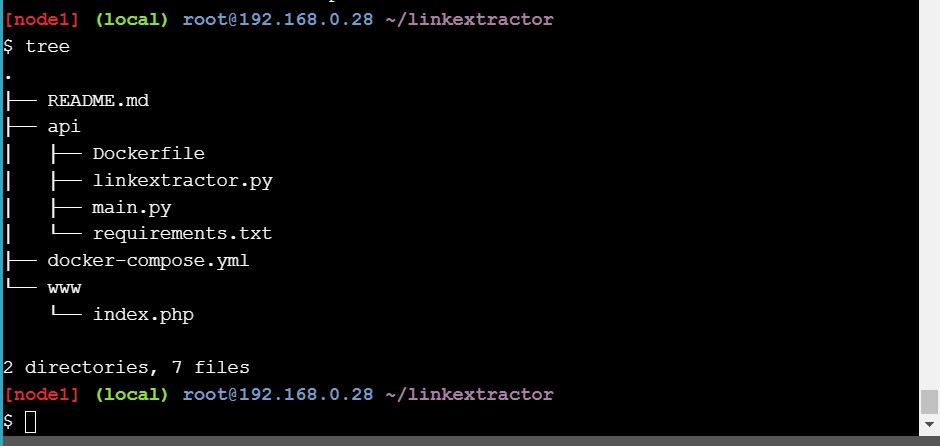 [node1] (local) root@192.168.0.28 ~/linkextractor
$ tree
.
├── README.md
├── api
│   ├── Dockerfile
│   ├── linkextractor.py
│   ├── main.py
│   └── requirements.txt
├── docker-compose.yml
└── www
    └── index.php

2 directories, 7 files
[node1] (local) root@192.168.0.28 ~/linkextractor
$